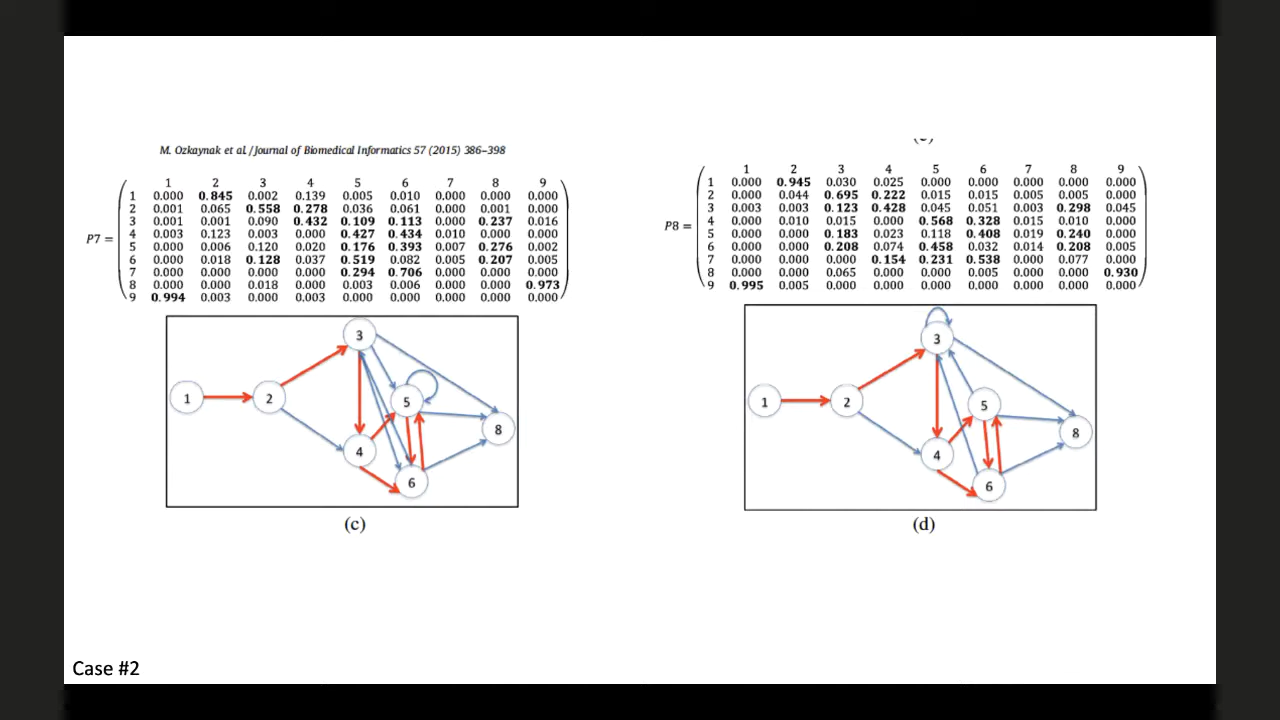 M. Ozkaynak et al./Journal of Biomedical Informatics 57 (2015) 386–398
P7 =
1 2 3 4 5 6 7 8 9
1 0.000 0.845 0.002 0.139 0.005 0.010 0.000 0.000 0.000
2 0.001 0.065 0.558 0.278 0.036 0.061 0.000 0.001 0.000
3 0.001 0.001 0.090 0.432 0.109 0.113 0.000 0.237 0.016
4 0.003 0.123 0.003 0.000 0.427 0.434 0.010 0.000 0.000
5 0.000 0.006 0.120 0.020 0.176 0.393 0.007 0.276 0.002
6 0.000 0.018 0.128 0.037 0.519 0.082 0.005 0.207 0.005
7 0.000 0.000 0.000 0.000 0.294 0.706 0.000 0.000 0.000
8 0.000 0.000 0.018 0.000 0.003 0.006 0.000 0.000 0.973
9 0.994 0.003 0.000 0.003 0.000 0.000 0.000 0.000 0.000
1
2
3
4
5
6
8
(c)
P8 =
1 2 3 4 5 6 7 8 9
1 0.000 0.945 0.030 0.025 0.000 0.000 0.000 0.000 0.000
2 0.000 0.044 0.695 0.222 0.015 0.015 0.005 0.005 0.000
3 0.003 0.003 0.123 0.428 0.045 0.051 0.003 0.298 0.045
4 0.000 0.010 0.015 0.000 0.568 0.328 0.015 0.010 0.000
5 0.000 0.000 0.183 0.023 0.118 0.408 0.019 0.240 0.000
6 0.000 0.000 0.208 0.074 0.458 0.032 0.014 0.208 0.005
7 0.000 0.000 0.000 0.154 0.231 0.538 0.000 0.077 0.000
8 0.000 0.000 0.065 0.000 0.000 0.005 0.000 0.000 0.930
9 0.995 0.005 0.000 0.000 0.000 0.000 0.000 0.000 0.000
1
2
3
4
5
6
8
(d)
Case #2